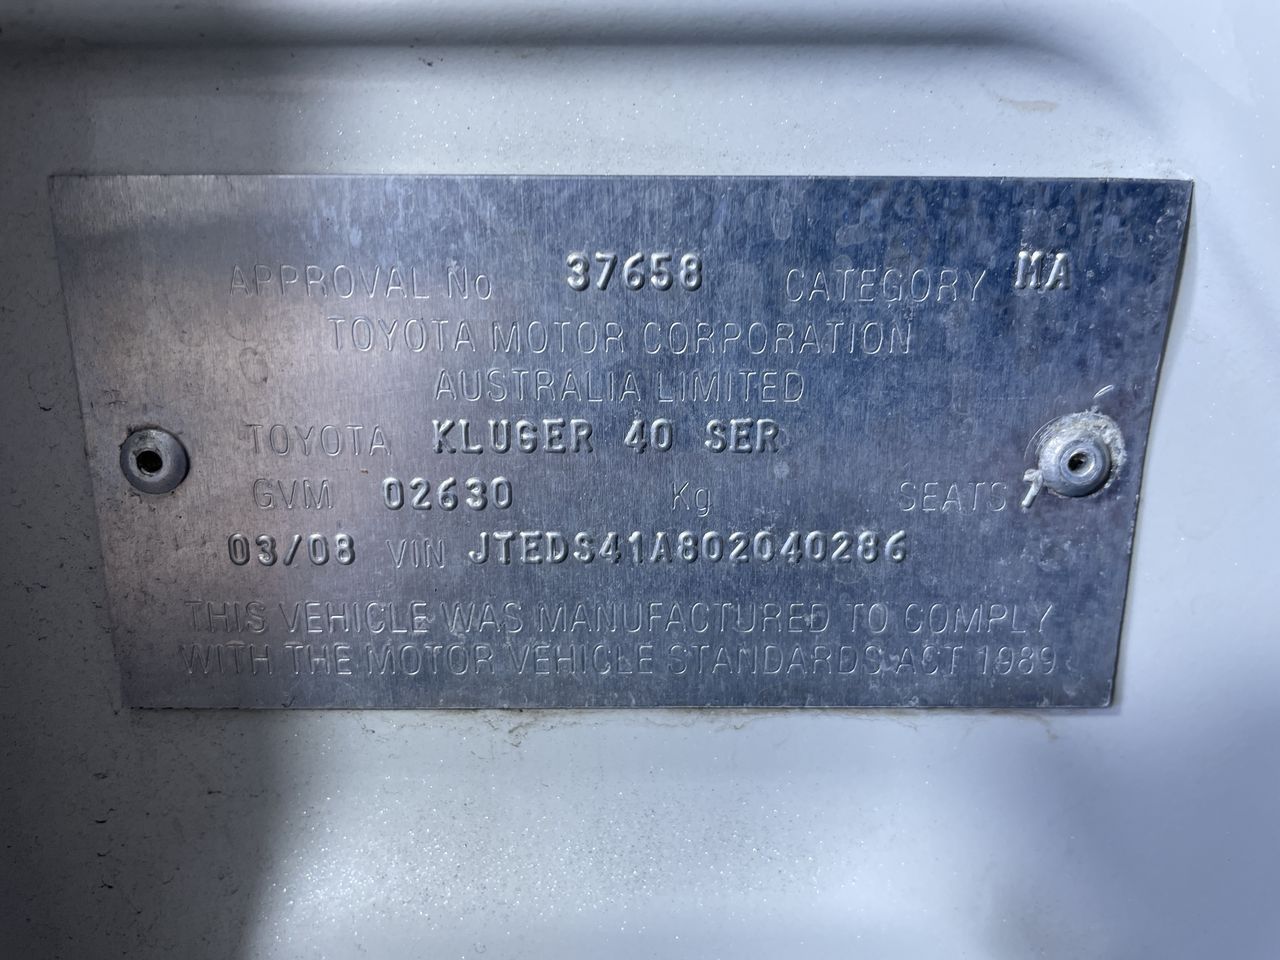 APPROVAL No 37658 CATEGORY MA
TOYOTA MOTOR CORPORATION
AUSTRALIA LIMITED
TOYOTA KLUGER 40 SER
GVM 02630 Kg SEATS 7
03/08 VIN JTEDS41A802040286
THIS VEHICLE WAS MANUFACTURED TO COMPLY
WITH THE MOTOR VEHICLE STANDARDS ACT 1989